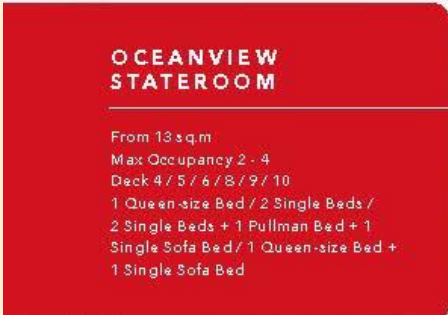 OCEANVIEW
STATEROOM
From 13 sq.m
Max Occupancy 2 - 4
Deck 4 / 5 / 6 / 8 / 9 / 10
1 Queen-size Bed / 2 Single Beds /
2 Single Beds + 1 Pullman Bed + 1
Single Sofa Bed / 1 Queen-size Bed +
1 Single Sofa Bed